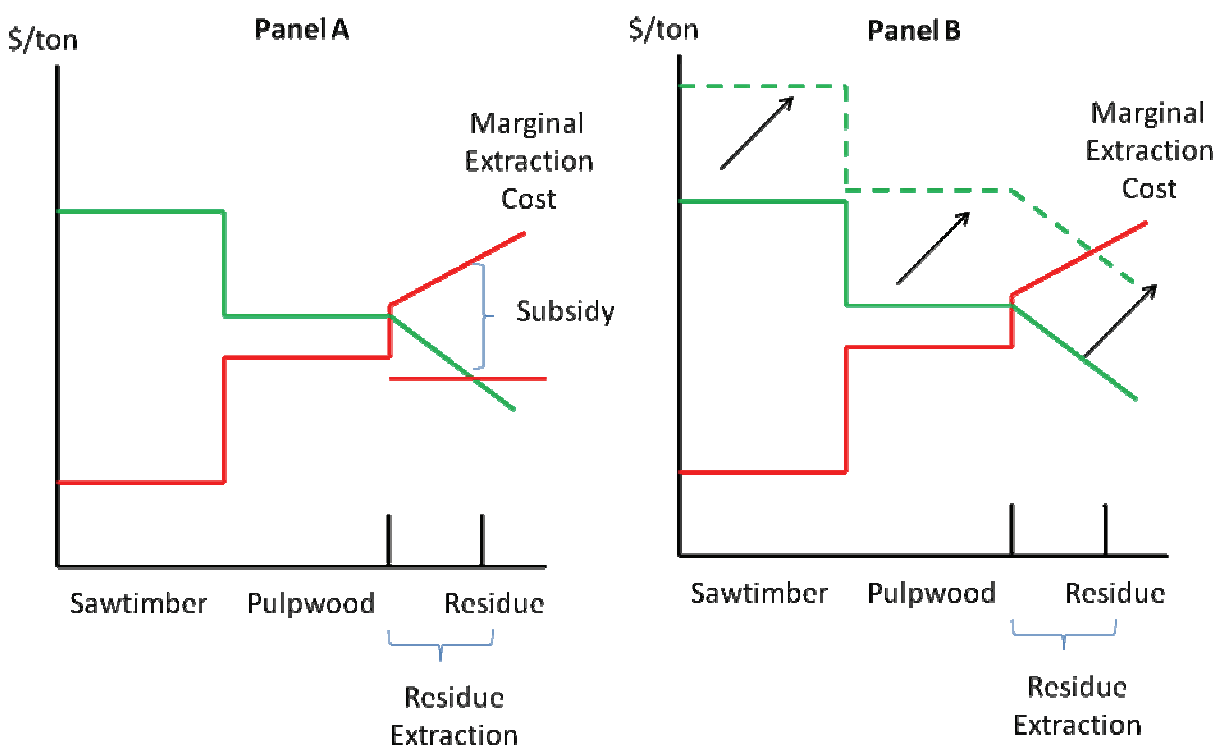 Panel A
$/ton
Marginal
Extraction
Cost
Subsidy
Sawtimber
Pulpwood
Residue
Residue
Extraction
Panel B
$/ton
Marginal
Extraction
Cost
Sawtimber
Pulpwood
Residue
Residue
Extraction